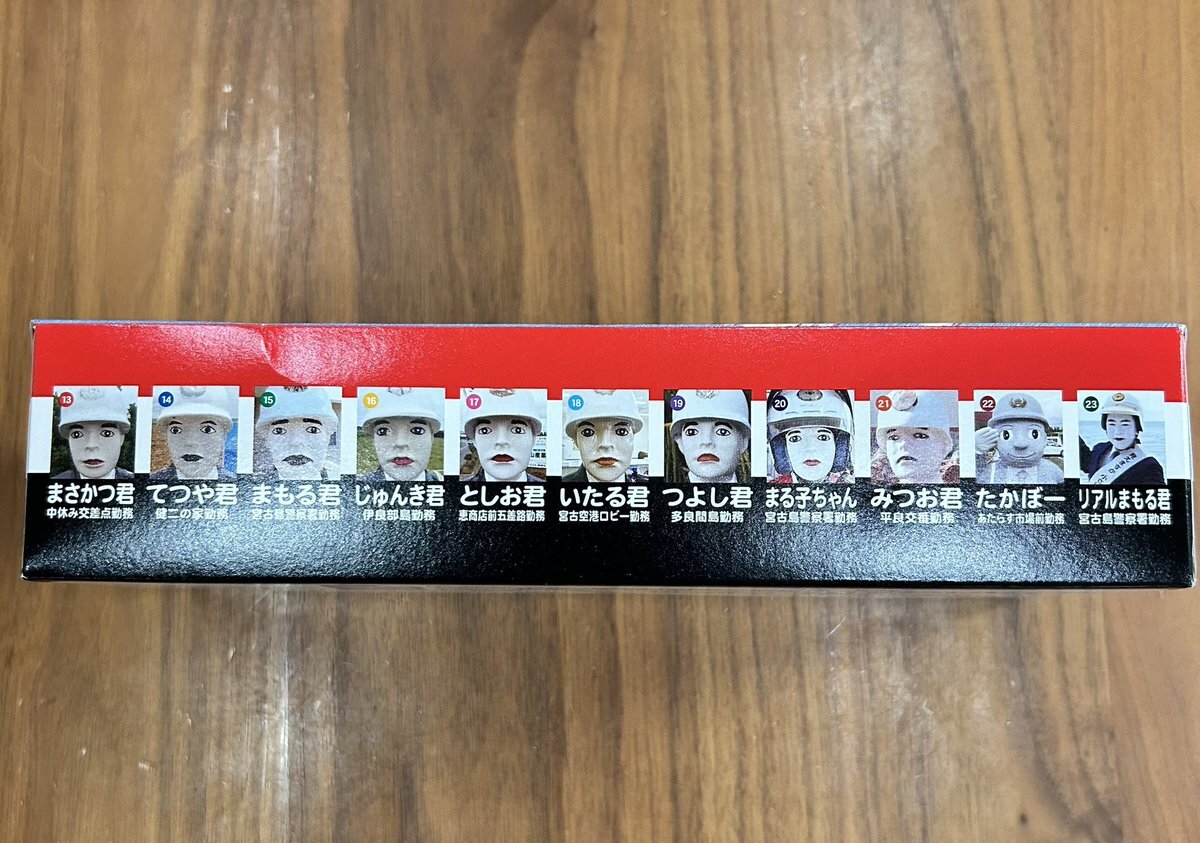 13
まさかつ君
中休み交差点勤務
14
てつや君
健二の家勤務
15
まもる君
宮古島警察署勤務
16
じゅんき君
伊良部島勤務
17
としお君
恵商店前五差路勤務
18
いたる君
宮古空港ロビー勤務
19
つよし君
多良間島勤務
20
まる子ちゃん
宮古島警察署勤務
21
みつお君
平良交番勤務
22
たかぼー
あたらす市場前勤務
23
リアルまもる君
宮古島警察署勤務